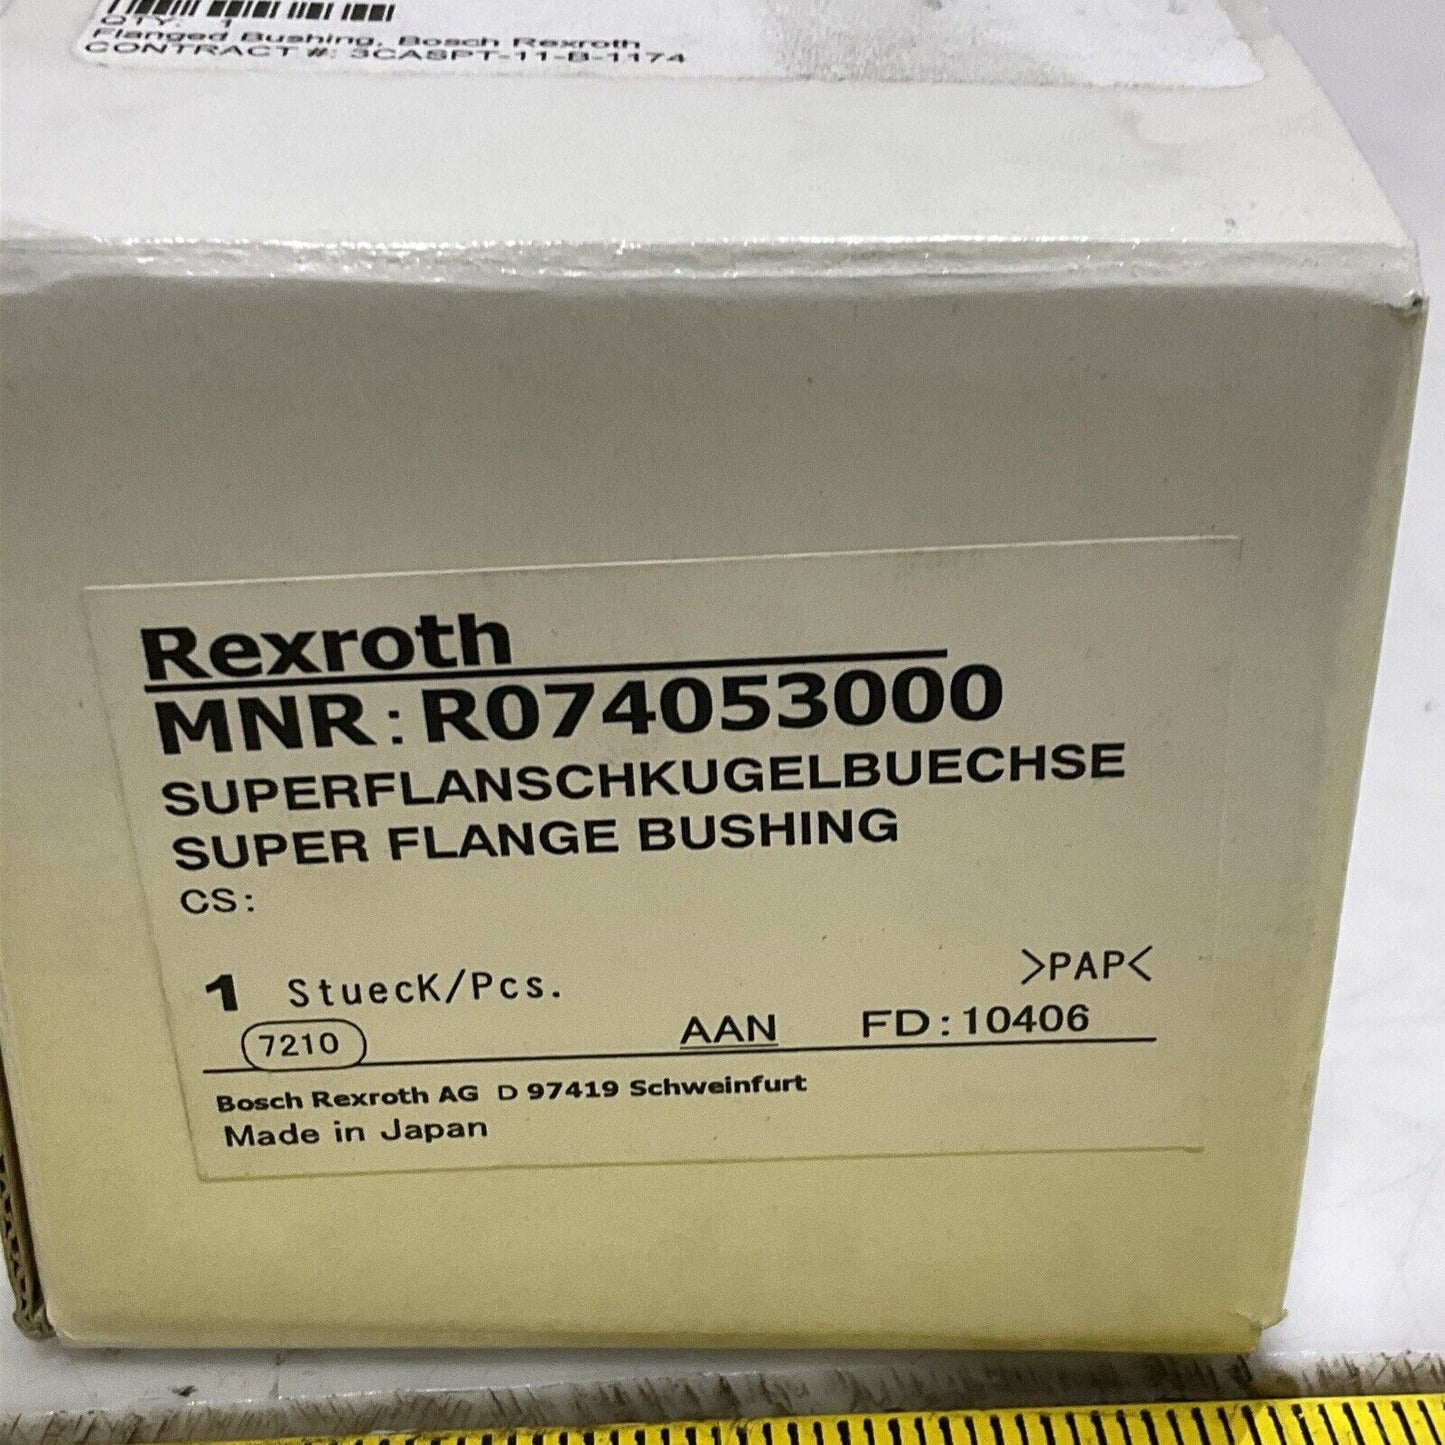 QTY: 1
Flanged Bushing, Bosch Rexroth
CONTRACT #: 3CASPT-11-B-1174
Rexroth
MNR: R074053000
SUPERFLANSCHKUGELBUECHSE
SUPER FLANGE BUSHING
CS:
1 StuecK/Pcs.
>PAP<
7210
AAN FD: 10406
Bosch Rexroth AG D 97419 Schweinfurt
Made in Japan